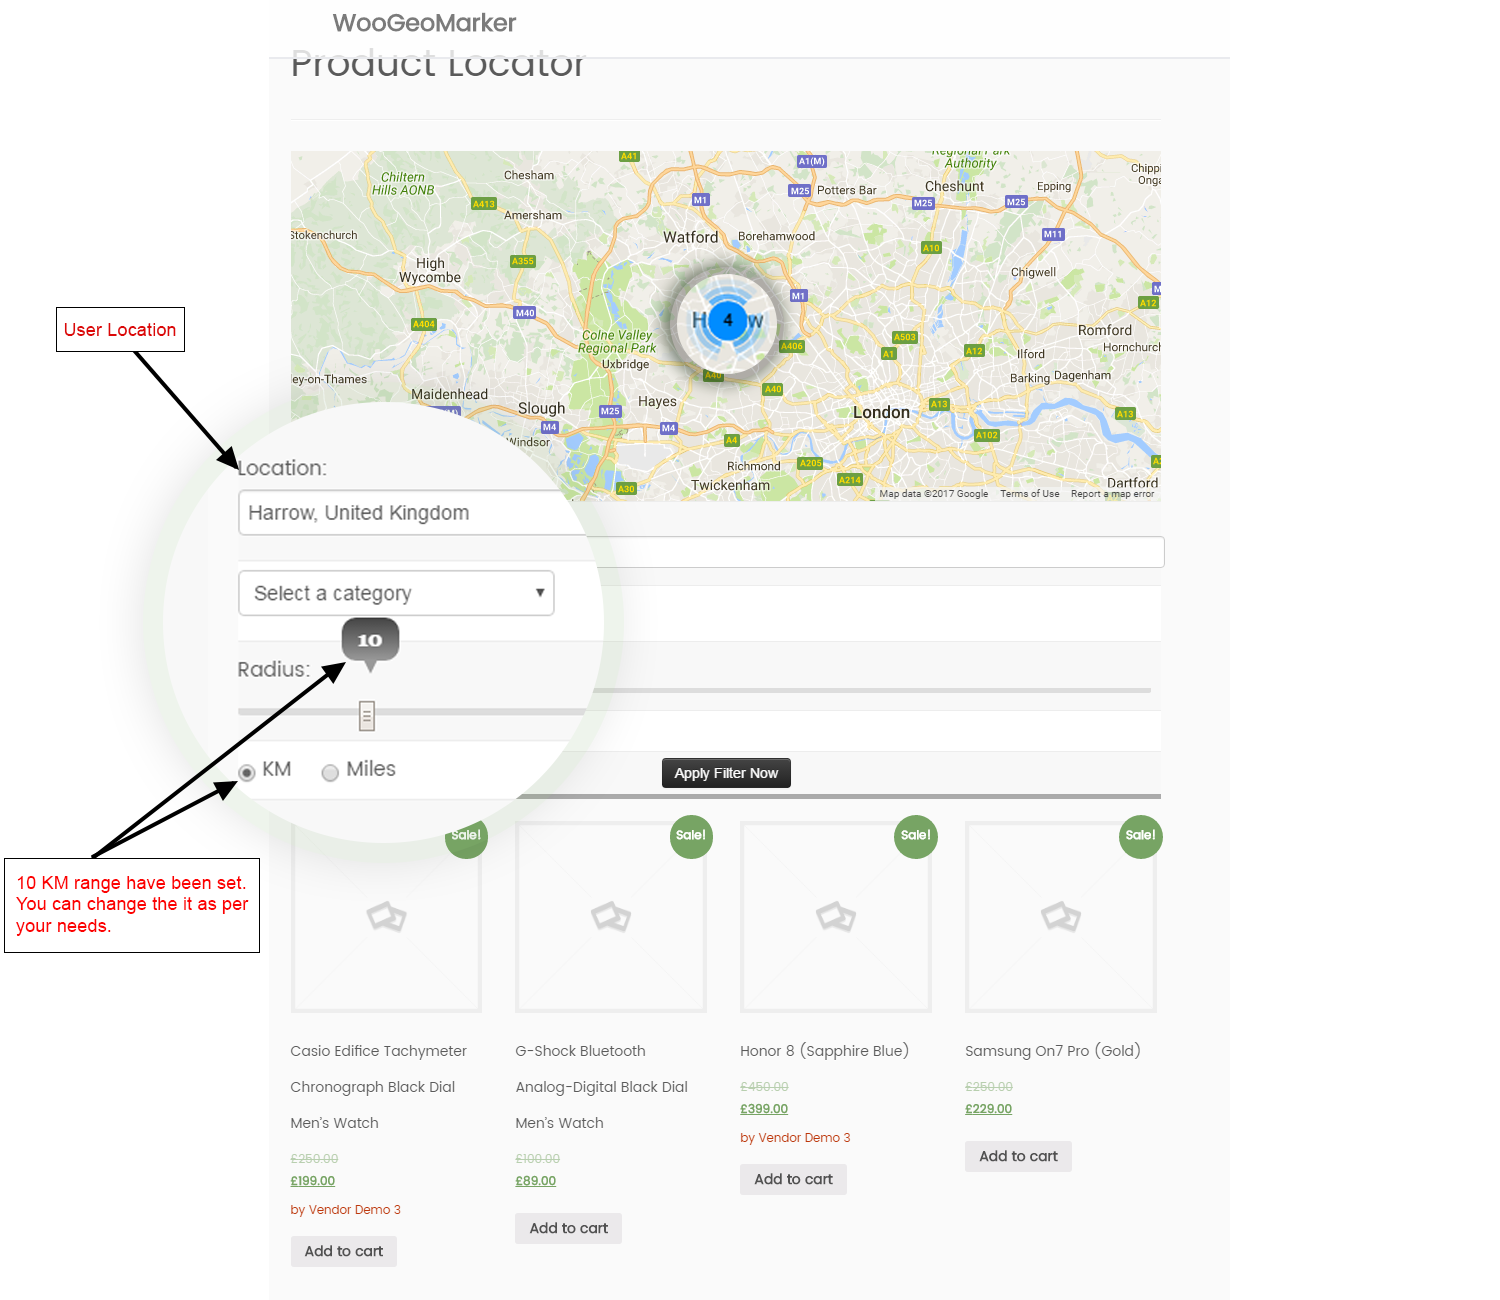 WooGeoMarker
Product Locator
A41
A1(M)
Regional Park
Authority
Chiltern
Hills AONB
Chesham
M25
Potters Bar
Cheshunt
Epping
Chippi
Onga
A413
Amersham
M1
M25
M25
Stokenchurch
Watford
Borehamwood
A10
M11
High
Wycombe
A355
Chigwell
M1
A12
M40
A404
H 4 w
Colne Valley
Regional Park
A503
Romford
A406
A1
A12
Ilford
Hornchurch
Uxbridge
ey-on-Thames
A40
A40
Barking
Dagenham
Maidenhead
Slough
M25
Hayes
London
A13
A13
M4
M4
A4
A102
Windsor
Richmond
A205
A30
Twickenham
A214
Dartford
Map data ©2017 Google
Terms of Use
Report a map error
User Location
Location:
Harrow, United Kingdom
Select a category
10
Radius:
KM
Miles
Apply Filter Now
10 KM range have been set.
You can change the it as per
your needs.
Sale!
Sale!
Sale!
Sale!
Casio Edifice Tachymeter
Chronograph Black Dial
Men's Watch
£250.00
£199.00
by Vendor Demo 3
Add to cart
G-Shock Bluetooth
Analog-Digital Black Dial
Men's Watch
£100.00
£89.00
Add to cart
Honor 8 (Sapphire Blue)
£450.00
£399.00
by Vendor Demo 3
Add to cart
Samsung On7 Pro (Gold)
£250.00
£229.00
Add to cart